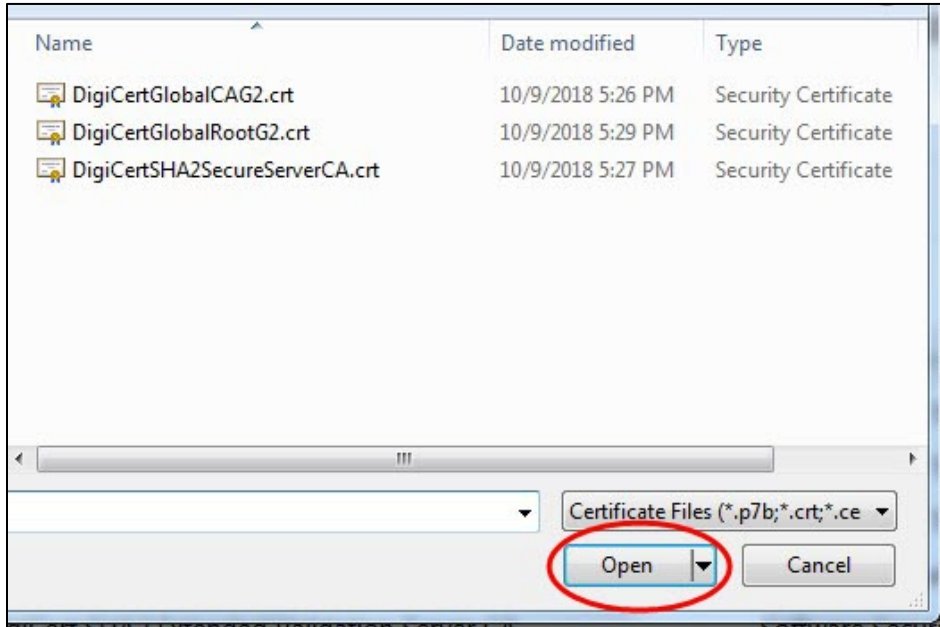 Name Date modified Type
DigiCertGlobalCAG2.crt 10/9/2018 5:26 PM Security Certificate
DigiCertGlobalRootG2.crt 10/9/2018 5:29 PM Security Certificate
DigiCertSHA2SecureServerCA.crt 10/9/2018 5:27 PM Security Certificate
Certificate Files (*.p7b;*.crt;*.ce
Open Cancel